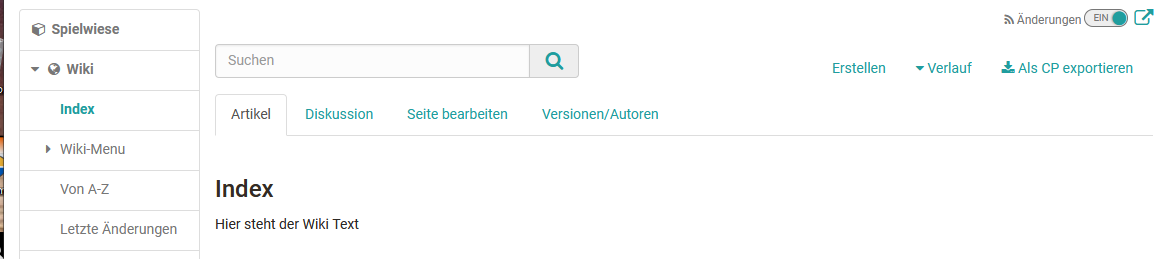 Spielwiese
Wiki
Index
Wiki-Menu
Von A-Z
Letzte Änderungen
Änderungen EIN
Suchen
Erstellen Verlauf Als CP exportieren
Artikel Diskussion Seite bearbeiten Versionen/Autoren
Index
Hier steht der Wiki Text